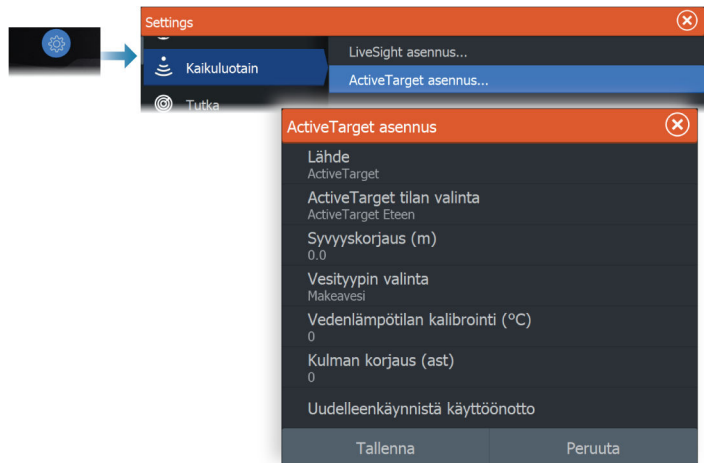 Settings
Kaikuluotain
LiveSight asennus...
ActiveTarget asennus...
Tutka
ActiveTarget asennus
Lähde
ActiveTarget
ActiveTarget tilan valinta
ActiveTarget Eteen
Syvyyskorjaus (m)
0.0
Vesityypin valinta
Makeavesi
Vedenlämpötilan kalibrointi (°C)
0
Kulman korjaus (ast)
0
Uudelleenkäynnistä käyttöönotto
Tallenna Peruuta